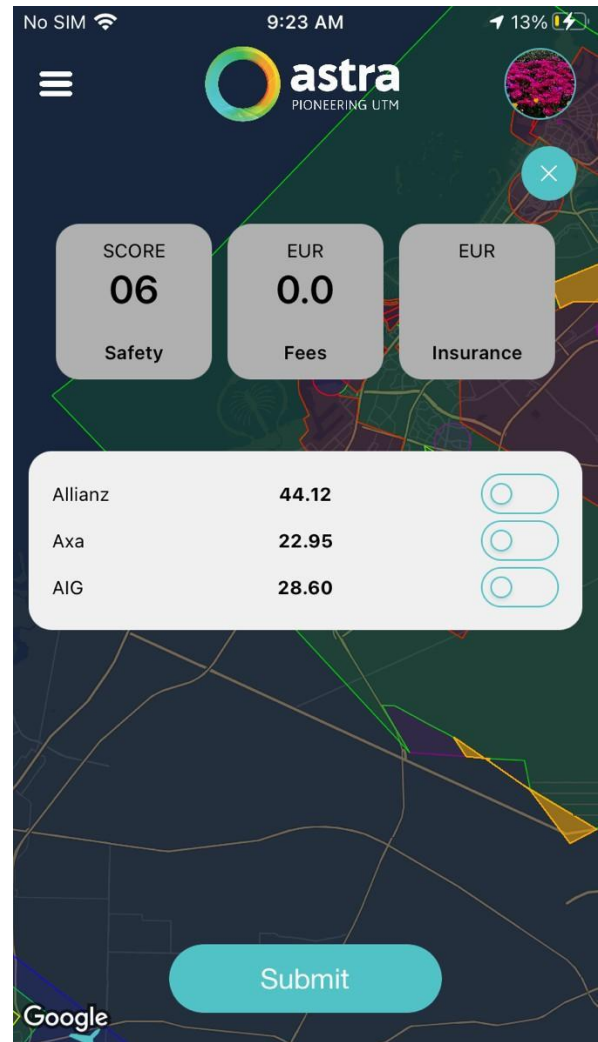 No SIM 9:23 AM 13%
astra
PIONEERING UTM
SCORE EUR EUR
06 0.0
Safety Fees Insurance
Allianz 44.12
Axa 22.95
AIG 28.60
Submit
Google